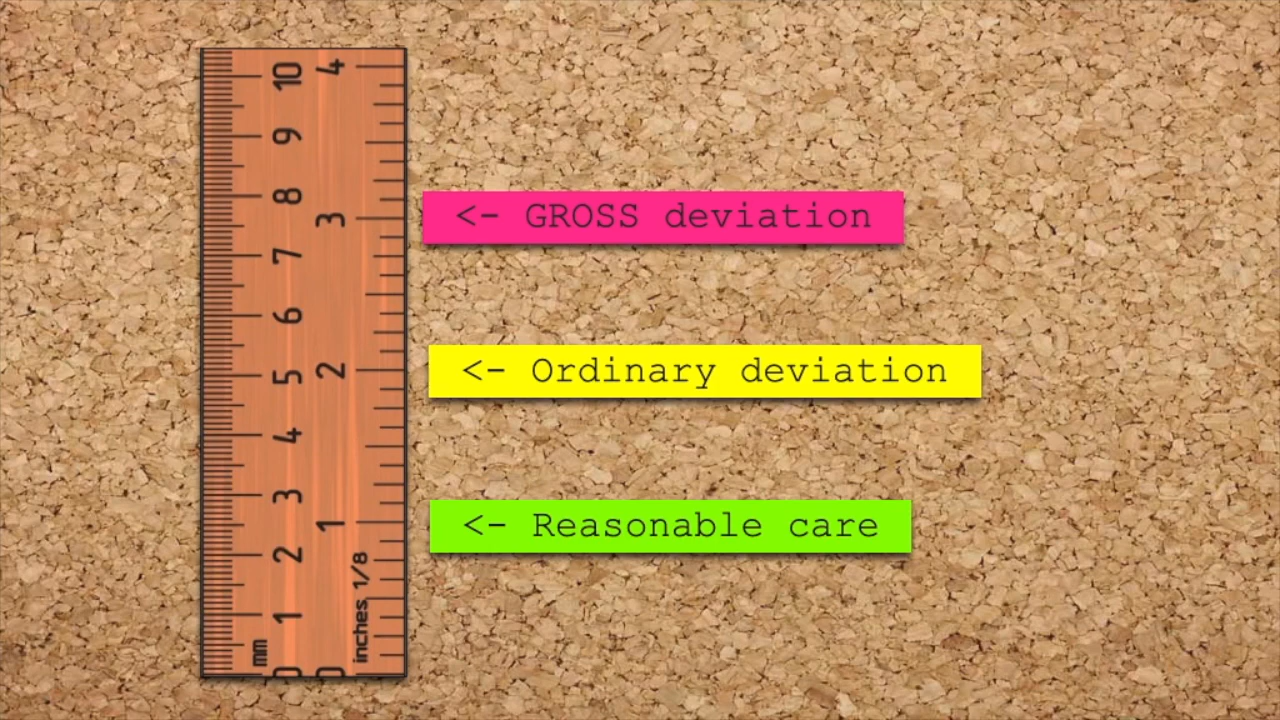 10 4
9
8
<- GROSS deviation
3
7
6
<- Ordinary deviation
5 2
4
3
<- Reasonable care
1
2
inches 1/8
1
mm
0 0